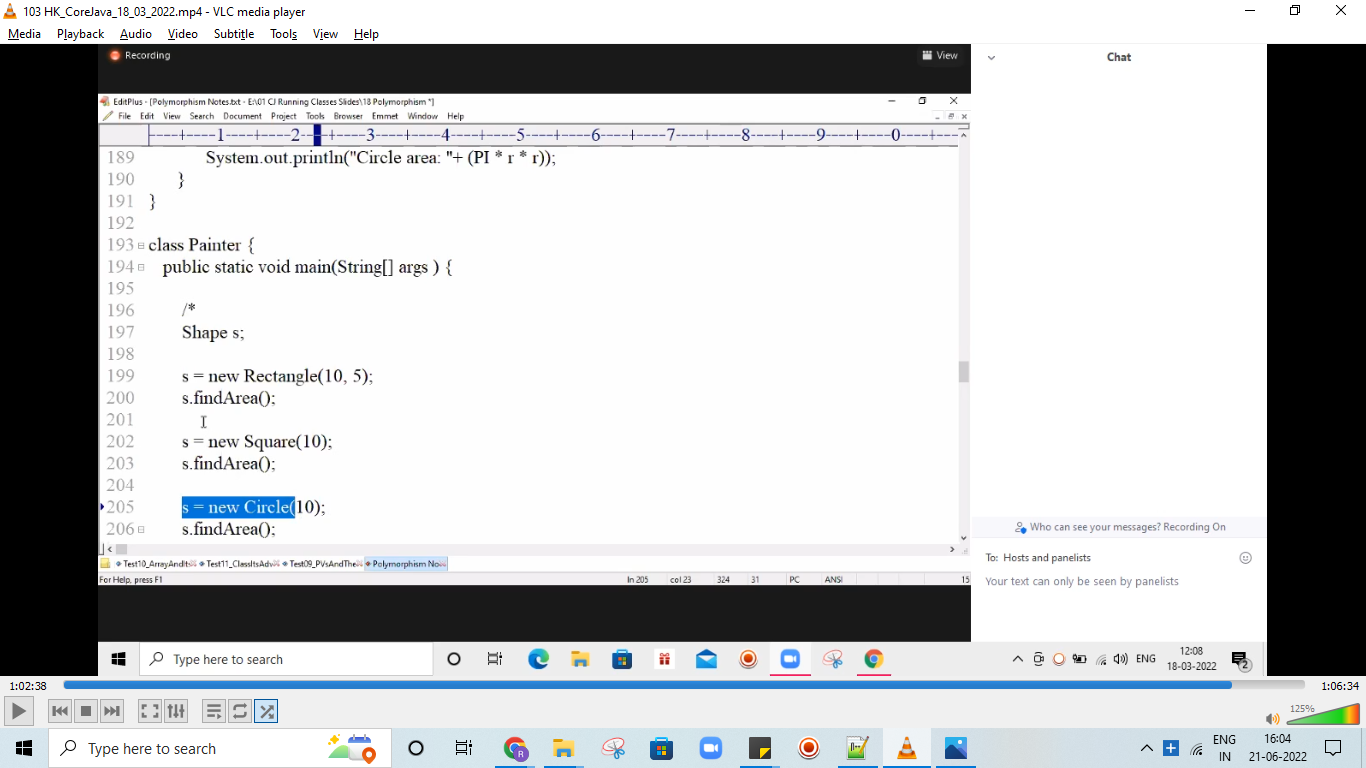 103 HK_CoreJava_18_03_2022.mp4 - VLC media player
Media Playback Audio Video Subtitle Tools View Help
Recording
View
Chat
EditPlus - [Polymorphism Notes.txt - E:\01 CJ Running Classes Slides\18 Polymorphism *]
File Edit View Search Document Project Tools Browser Emmet Window Help
----+----1----+----2----+----3----+----4----+----5----+----6----+----7----+----8----+----9----+----0----+--
189 System.out.println("Circle area: "+ (PI * r * r));
190 }
191 }
192
193 class Painter {
194 public static void main(String[] args ) {
195
196 /*
197 Shape s;
198
199 s = new Rectangle(10, 5);
200 s.findArea();
201
202 s = new Square(10);
203 s.findArea();
204
205 s = new Circle(10);
206 s.findArea();
Who can see your messages? Recording On
To: Hosts and panelists
Your text can only be seen by panelists
Test10_ArrayAndIts Test11_ClassItsAdv Test09_PVsAndThe Polymorphism No
For Help, press F1 ln 205 col 23 324 31 PC ANSI 15
Type here to search
ENG
12:08
18-03-2022
2
1:02:38
1:06:34
125%
Type here to search
ENG
IN
16:04
21-06-2022